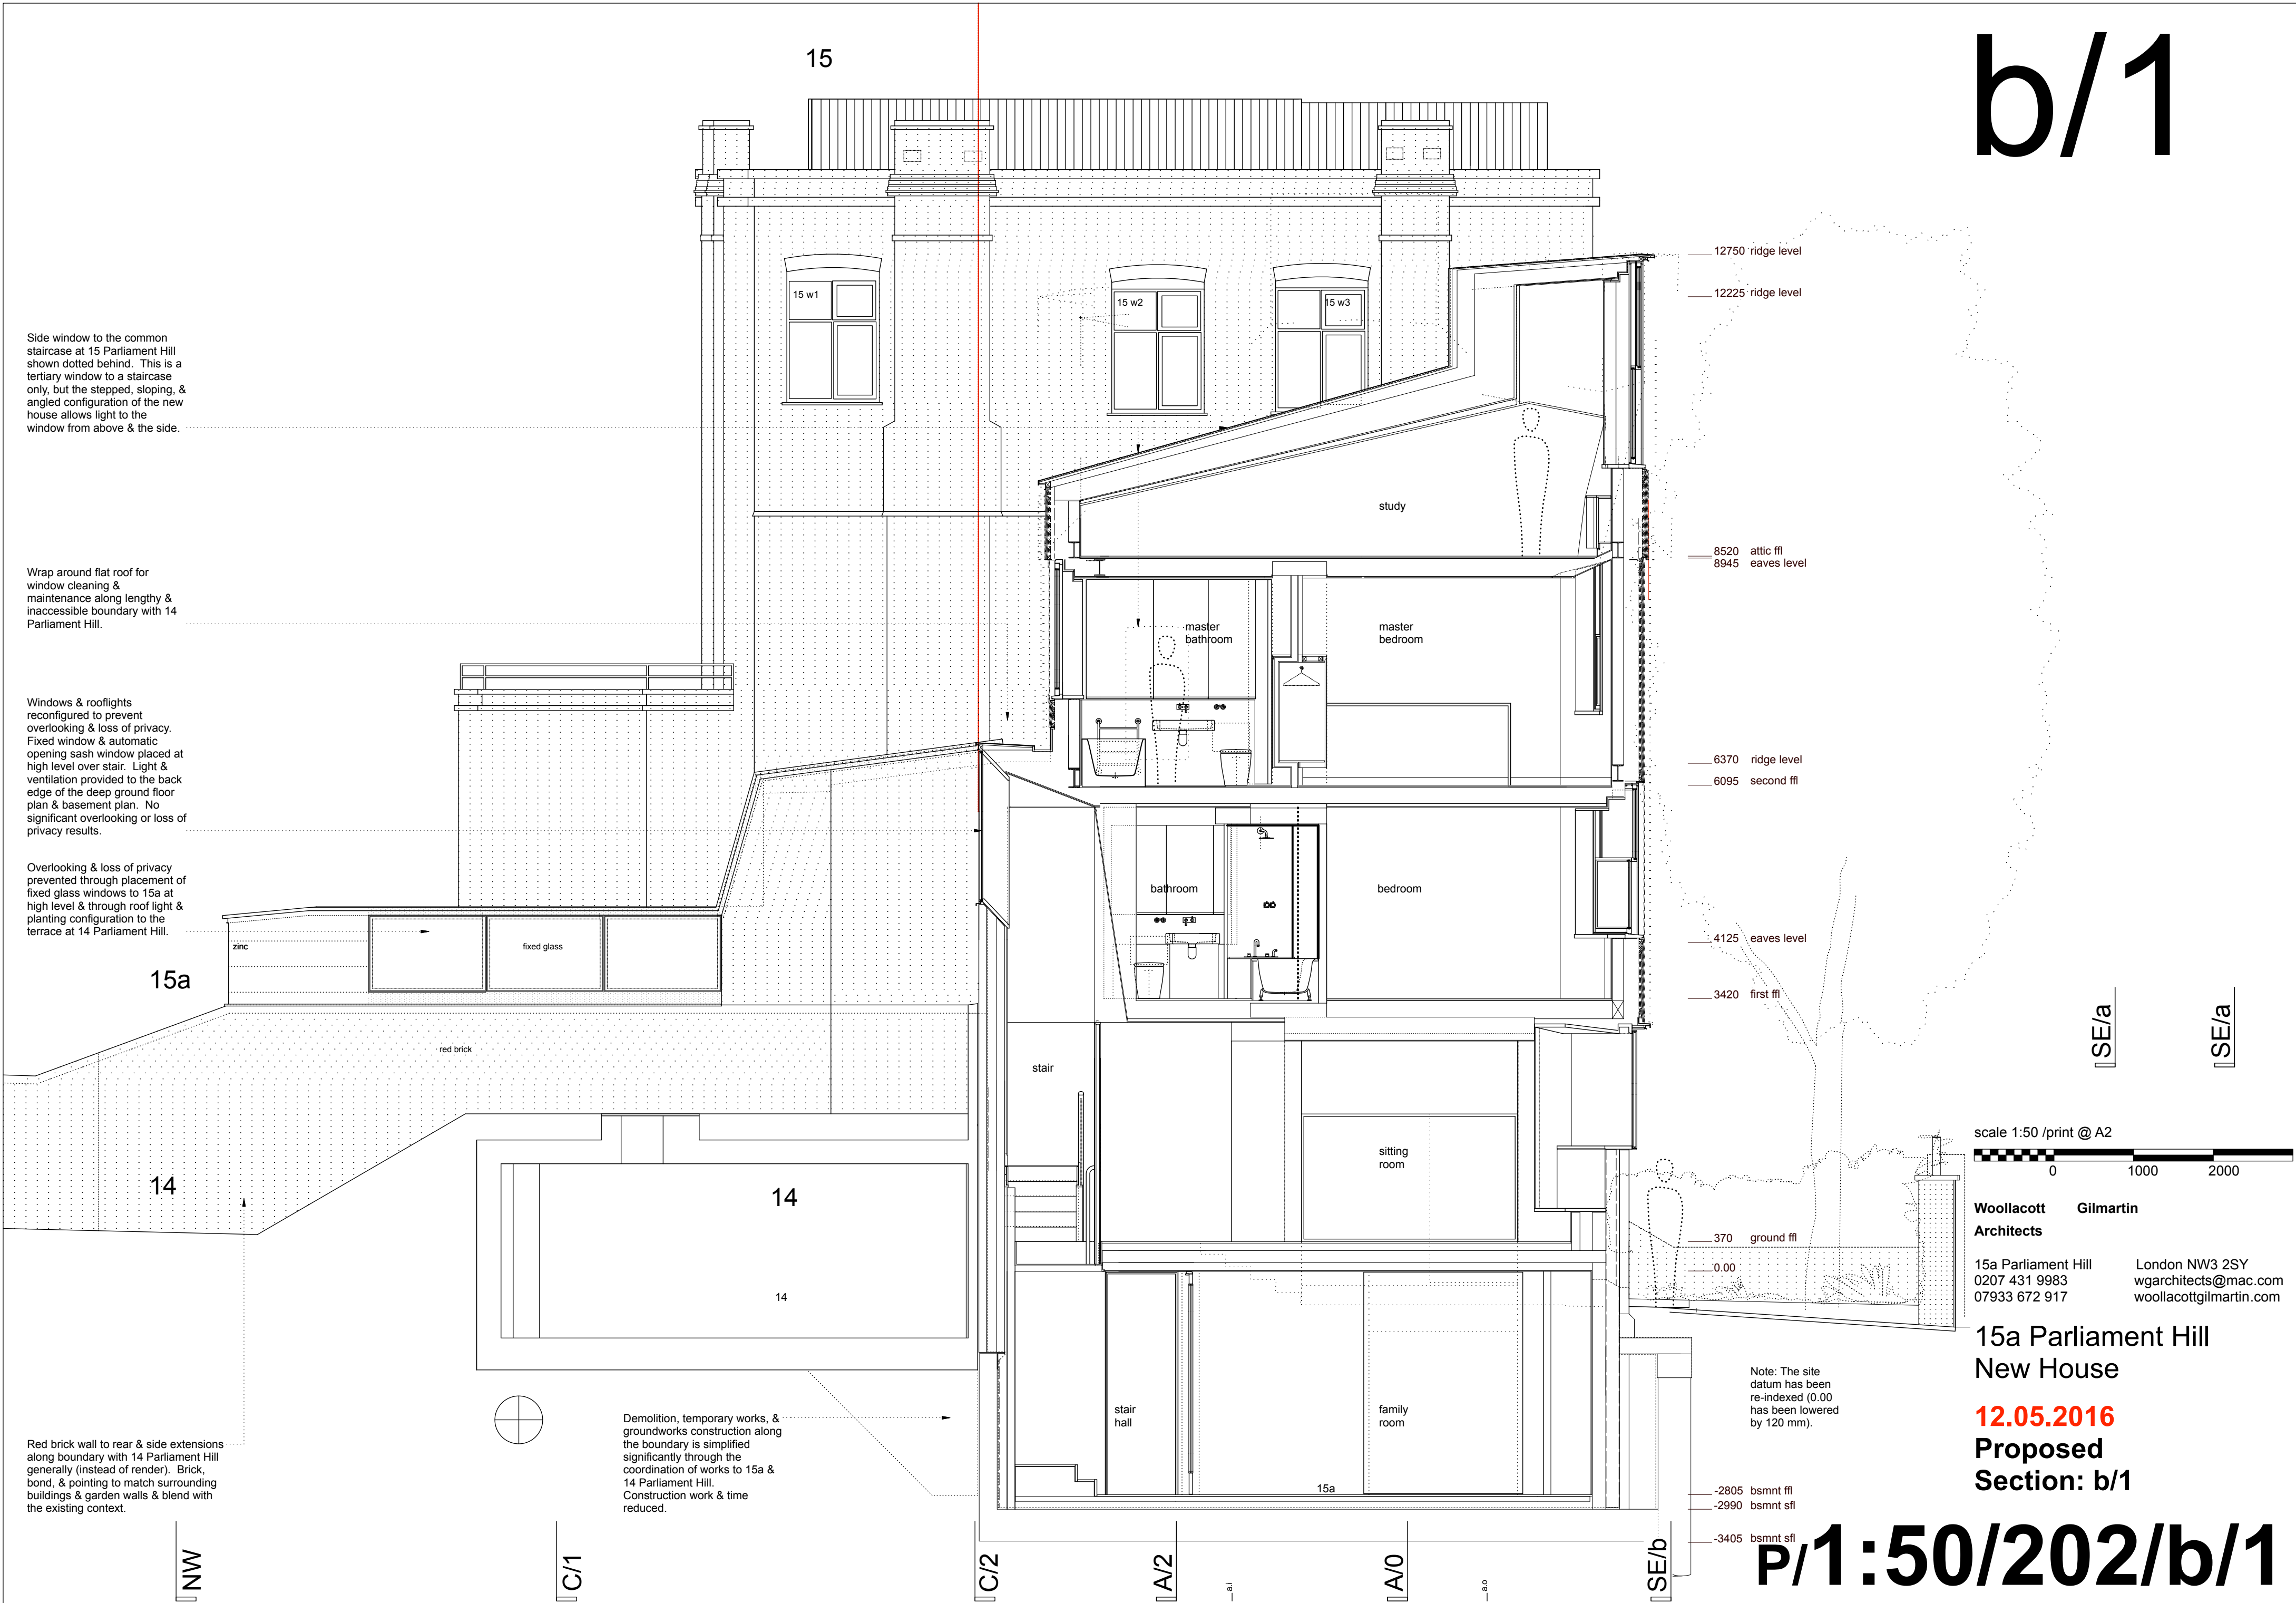 15
b/1
Side window to the common
staircase at 15 Parliament Hill
shown dotted behind. This is a
tertiary window to a staircase
only, but the stepped, sloping, &
angled configuration of the new
house allows light to the
window from above & the side.
Wrap around flat roof for
window cleaning &
maintenance along lengthy &
inaccessible boundary with 14
Parliament Hill.
Windows & rooflights
reconfigured to prevent
overlooking & loss of privacy.
Fixed window & automatic
opening sash window placed at
high level over stair. Light &
ventilation provided to the back
edge of the deep ground floor
plan & basement plan. No
significant overlooking or loss of
privacy results.
Overlooking & loss of privacy
prevented through placement of
fixed glass windows to 15a at
high level & through roof light &
planting configuration to the
terrace at 14 Parliament Hill.
15a
14
Red brick wall to rear & side extensions
along boundary with 14 Parliament Hill
generally (instead of render). Brick,
bond, & pointing to match surrounding
buildings & garden walls & blend with
the existing context.
15 w1
15 w2
15 w3
study
master
bathroom
master
bedroom
bathroom
bedroom
zinc
fixed glass
red brick
stair
sitting
room
14
14
stair
hall
family
room
15a
Demolition, temporary works, &
groundworks construction along
the boundary is simplified
significantly through the
coordination of works to 15a &
14 Parliament Hill.
Construction work & time
reduced.
12750 ridge level
12225 ridge level
8520 attic ffl
8945 eaves level
6370 ridge level
6095 second ffl
4125 eaves level
3420 first ffl
370 ground ffl
0.00
-2805 bsmnt ffl
-2990 bsmnt sfl
-3405 bsmnt sfl
Note: The site
datum has been
re-indexed (0.00
has been lowered
by 120 mm).
SE/a
SE/a
scale 1:50 /print @ A2
0 1000 2000
Woollacott Gilmartin
Architects
15a Parliament Hill London NW3 2SY
0207 431 9983 wgarchitects@mac.com
07933 672 917 woollacottgilmartin.com
15a Parliament Hill
New House
12.05.2016
Proposed
Section: b/1
P/1:50/202/b/1
NW
C/1
C/2
A/2
a.i
A/0
a.o
SE/b